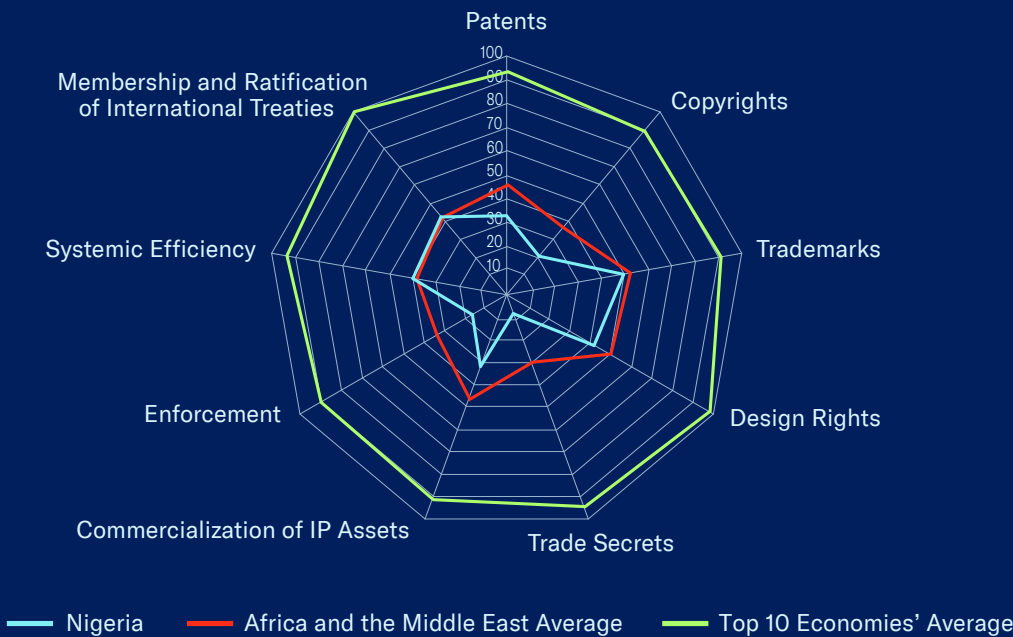 Patents
100
90
80
70
60
50
40
30
20
10
Membership and Ratification
of International Treaties
Copyrights
Systemic Efficiency
Trademarks
Enforcement
Design Rights
Commercialization of IP Assets
Trade Secrets
Nigeria
Africa and the Middle East Average
Top 10 Economies’ Average